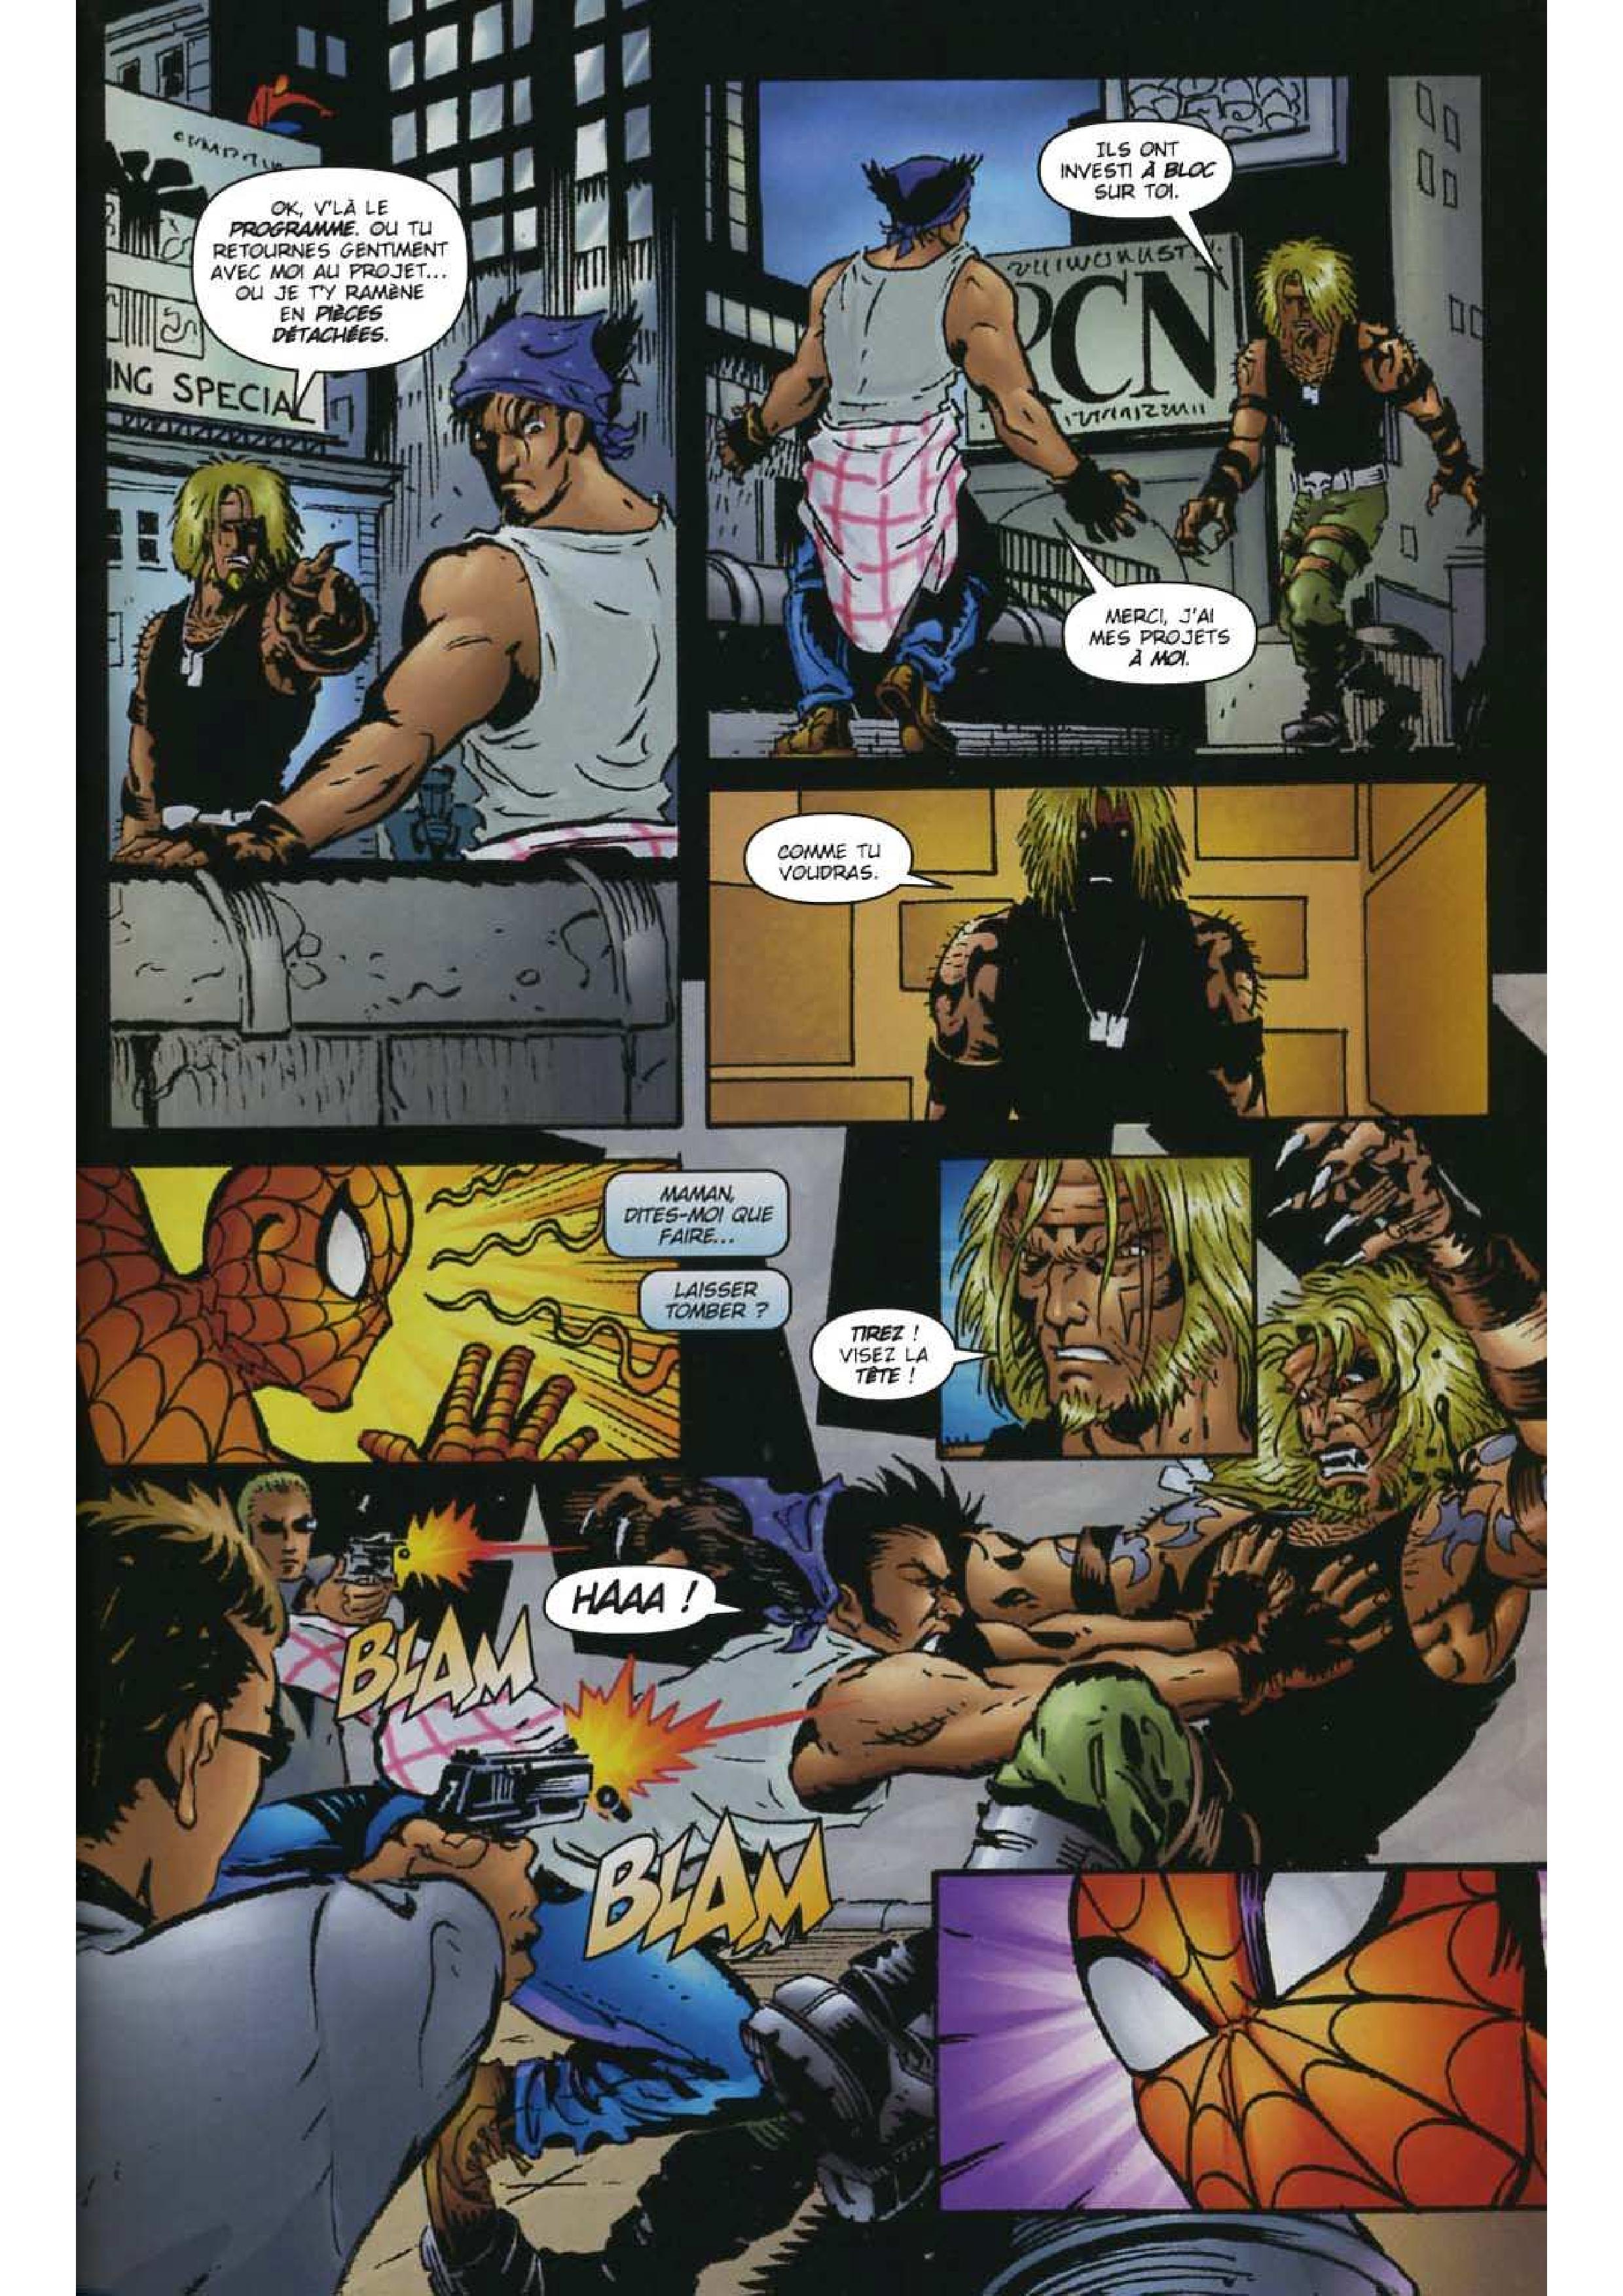 OK, V'LÀ LE
PROGRAMME. OU TU
RETOURNES GENTIMENT
AVEC MOI AU PROJET...
OU JE T'Y RAMÈNE
EN PIÈCES
DÉTACHÉES.
ING SPECIAL
ILS ONT
INVESTI À BLOC
SUR TOI.
RCN
MERCI, J'AI
MES PROJETS
À MOI.
COMME TU
VOUDRAS.
MAMAN,
DITES-MOI QUE
FAIRE...
LAISSER
TOMBER ?
TIREZ !
VISEZ LA
TÊTE !
HAAA !
BLAM
BLAM